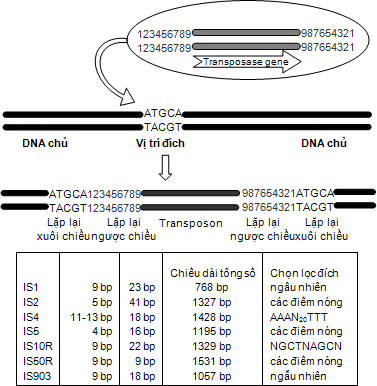 123456789 987654321
123456789 987654321
Transposase gene
ATGCA
TACGT
DNA chủ Vị trí đích DNA chủ
ATGCA123456789 987654321ATGCA
TACGT123456789 Transposon 987654321TACGT
Lặp lại Lặp lại Lặp lại Lặp lại
xuôi chiều ngược chiều ngược chiều xuôi chiều
Chiều dài tổng số Chọn lọc đích
IS1 9 bp 23 bp 768 bp ngẫu nhiên
IS2 5 bp 41 bp 1327 bp các điểm nóng
IS4 11-13 bp 18 bp 1428 bp AAAN20TTT
IS5 4 bp 16 bp 1195 bp các điểm nóng
IS10R 9 bp 22 bp 1329 bp NGCTNAGCN
IS50R 9 bp 9 bp 1531 bp các điểm nóng
IS903 9 bp 18 bp 1057 bp ngẫu nhiên